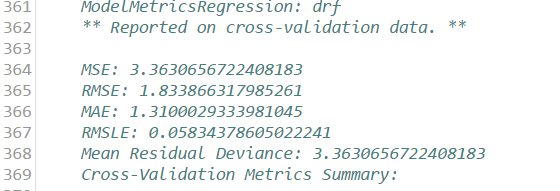 361 ModelMetricsRegression: drf
362 ** Reported on cross-validation data. **
363
364 MSE: 3.3630656722408183
365 RMSE: 1.833866317985261
366 MAE: 1.3100029333981045
367 RMSLE: 0.05834378605022241
368 Mean Residual Deviance: 3.3630656722408183
369 Cross-Validation Metrics Summary: